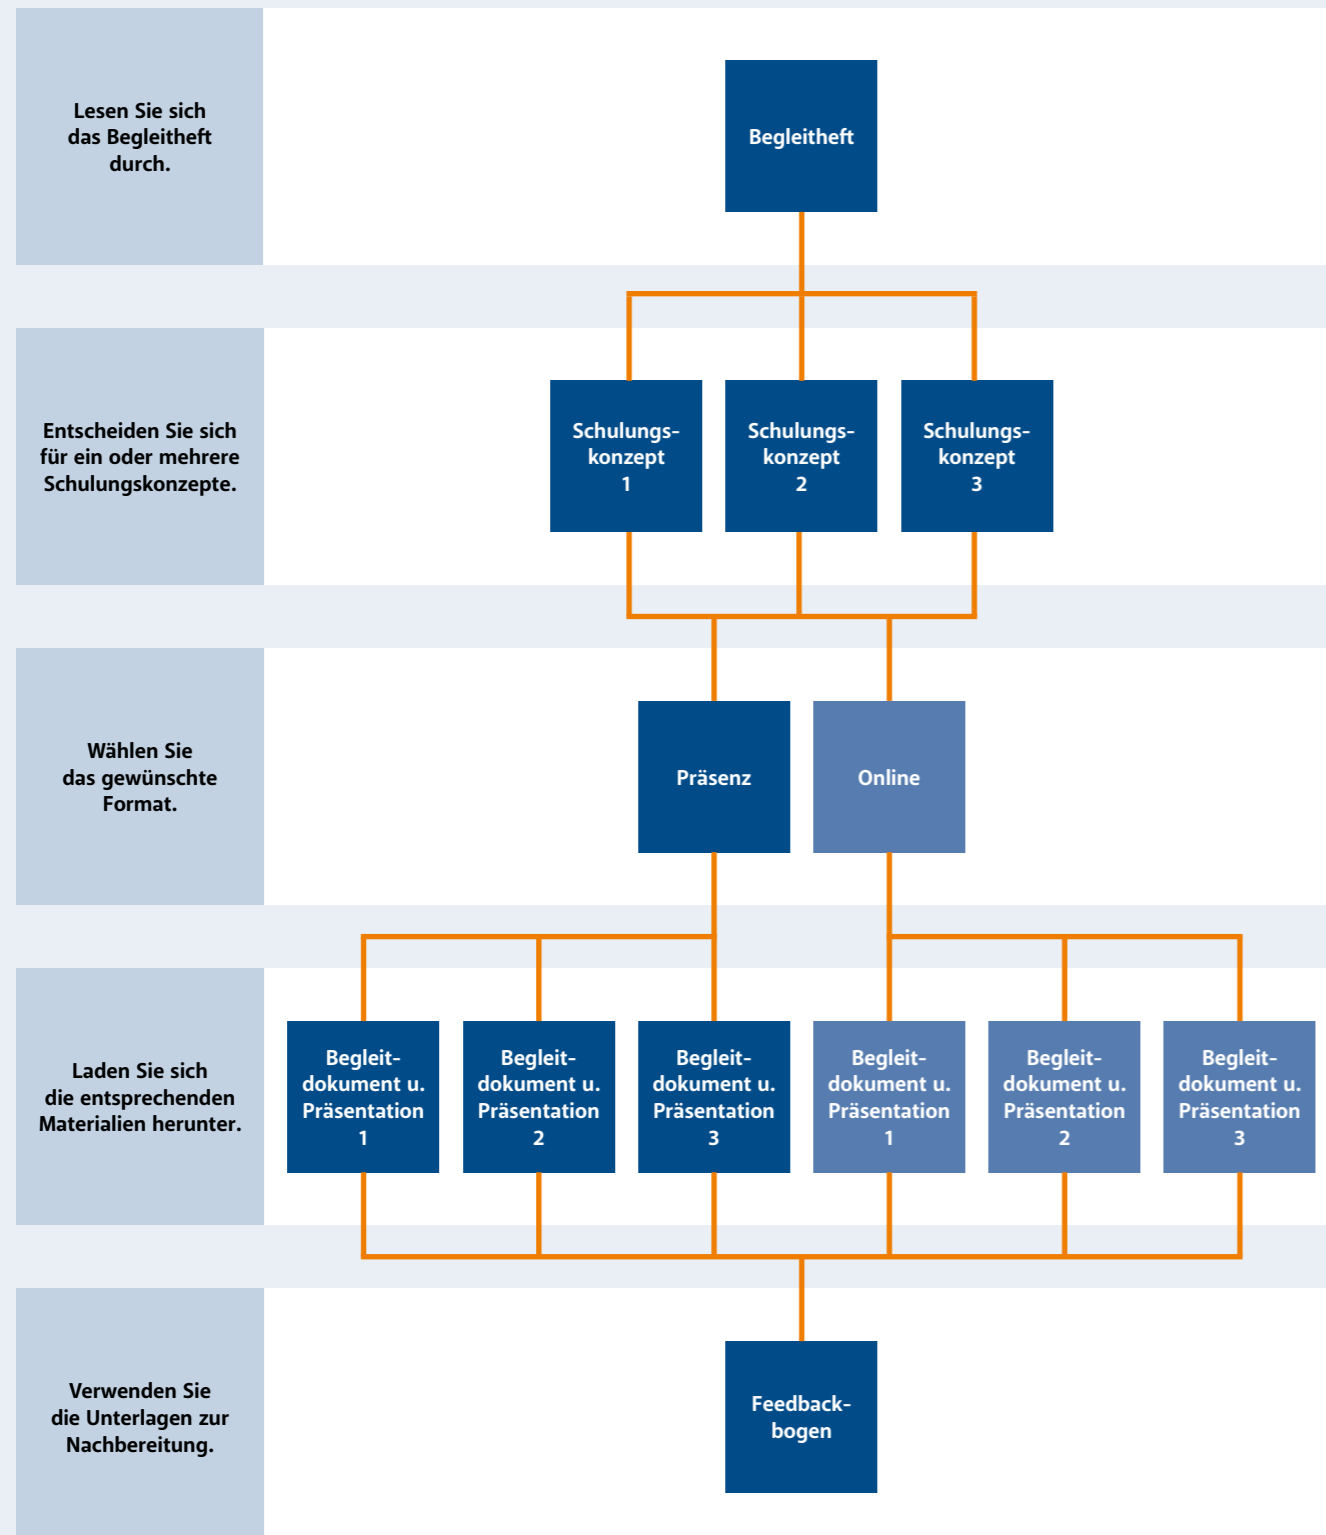 Lesen Sie sich
das Begleitheft
durch.
Begleitheft
Entscheiden Sie sich
für ein oder mehrere
Schulungskonzepte.
Schulungs-
konzept
1
Schulungs-
konzept
2
Schulungs-
konzept
3
Wählen Sie
das gewünschte
Format.
Präsenz
Online
Laden Sie sich
die entsprechenden
Materialien herunter.
Begleit-
dokument u.
Präsentation
1
Begleit-
dokument u.
Präsentation
2
Begleit-
dokument u.
Präsentation
3
Begleit-
dokument u.
Präsentation
1
Begleit-
dokument u.
Präsentation
2
Begleit-
dokument u.
Präsentation
3
Verwenden Sie
die Unterlagen zur
Nachbereitung.
Feedback-
bogen